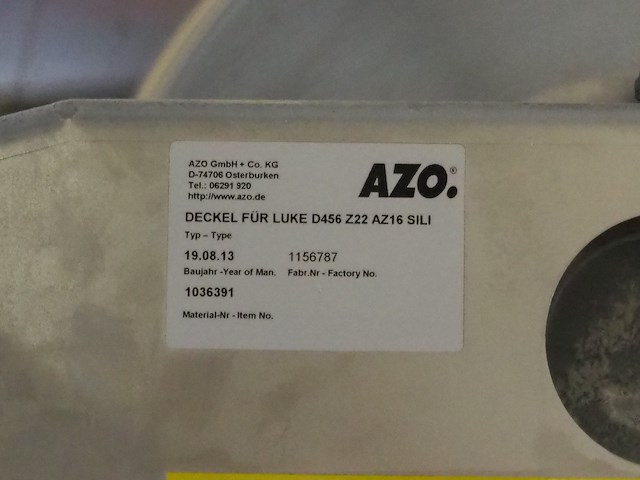 AZO GmbH + Co. KG
D-74706 Osterburken
Tel.: 06291 920
http://www.azo.de
AZO.®
DECKEL FÜR LUKE D456 Z22 AZ16 SILI
Typ – Type
19.08.13 1156787
Baujahr -Year of Man. Fabr.Nr - Factory No.
1036391
Material-Nr - Item No.